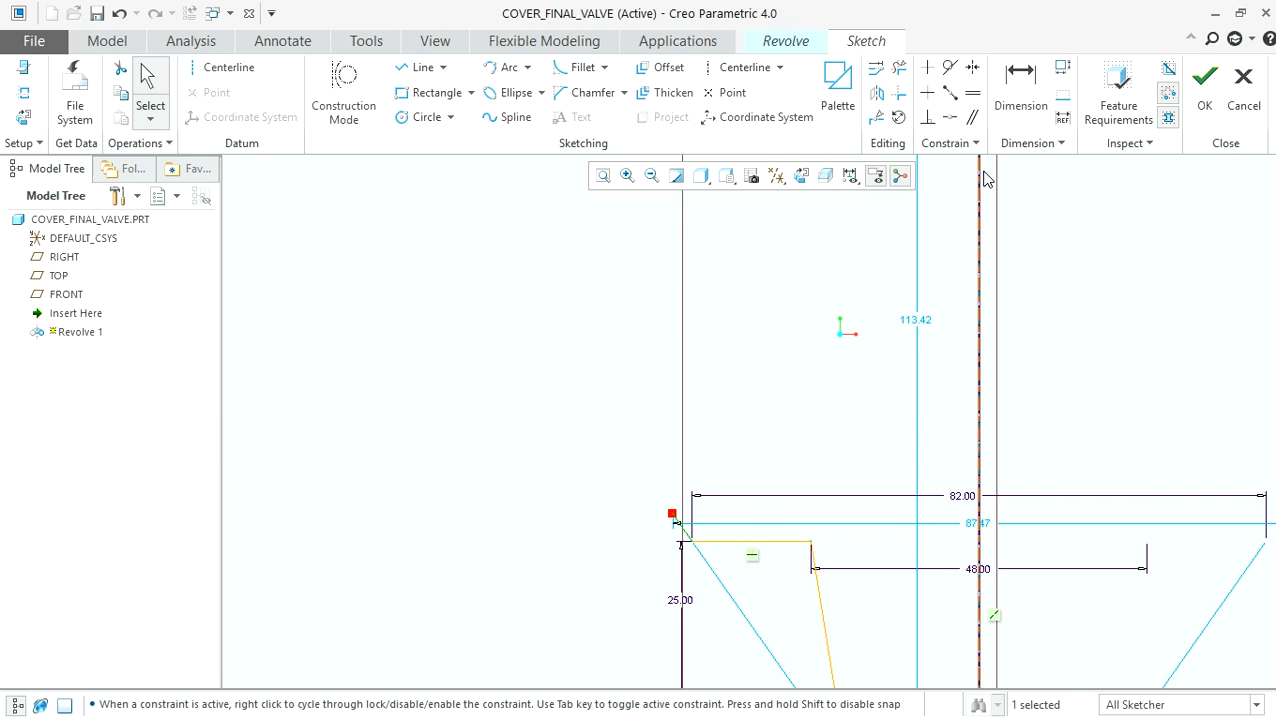 COVER_FINAL_VALVE (Active) - Creo Parametric 4.0
File Model Analysis Annotate Tools View Flexible Modeling Applications Revolve Sketch
Centerline Line Arc Fillet Offset Centerline
Point Rectangle Ellipse Chamfer Thicken Point
File System Select Coordinate System Construction Mode Circle Spline Text Project Coordinate System Palette Dimension Feature Requirements OK Cancel
Setup Get Data Operations Datum Sketching Editing Constrain Dimension Inspect Close
Model Tree Fol... Fav...
Model Tree
COVER_FINAL_VALVE.PRT
DEFAULT_CSYS
RIGHT
TOP
FRONT
Insert Here
Revolve 1
113.42
82.00
87.47
48.00
25.00
• When a constraint is active, right click to cycle through lock/disable/enable the constraint. Use Tab key to toggle active constraint. Press and hold Shift to disable snap
1 selected
All Sketcher